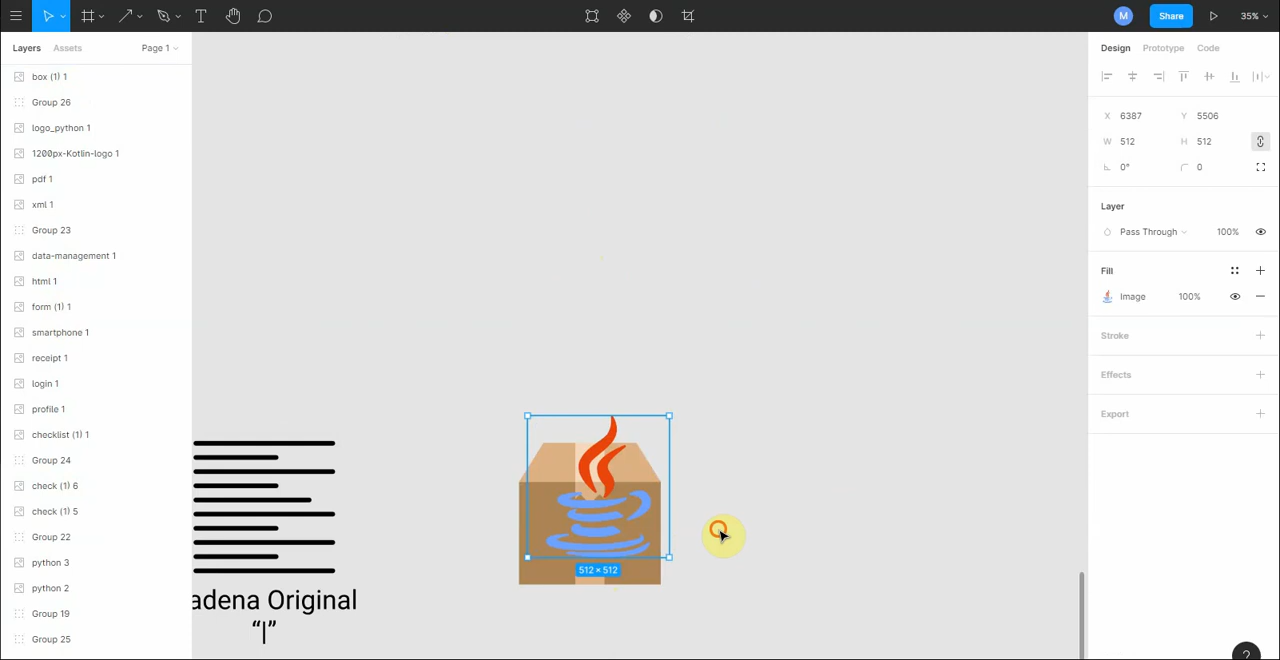 M
Share
35%
Layers
Assets
Page 1
box (1) 1
Group 26
logo_python 1
1200px-Kotlin-logo 1
pdf 1
xml 1
Group 23
data-management 1
html 1
form (1) 1
smartphone 1
receipt 1
login 1
profile 1
checklist (1) 1
Group 24
check (1) 6
check (1) 5
Group 22
python 3
python 2
Group 19
Group 25
adena Original
“|”
512 × 512
Design
Prototype
Code
X 6387
Y 5506
W 512
H 512
0°
0
Layer
Pass Through
100%
Fill
Image
100%
Stroke
Effects
Export
?